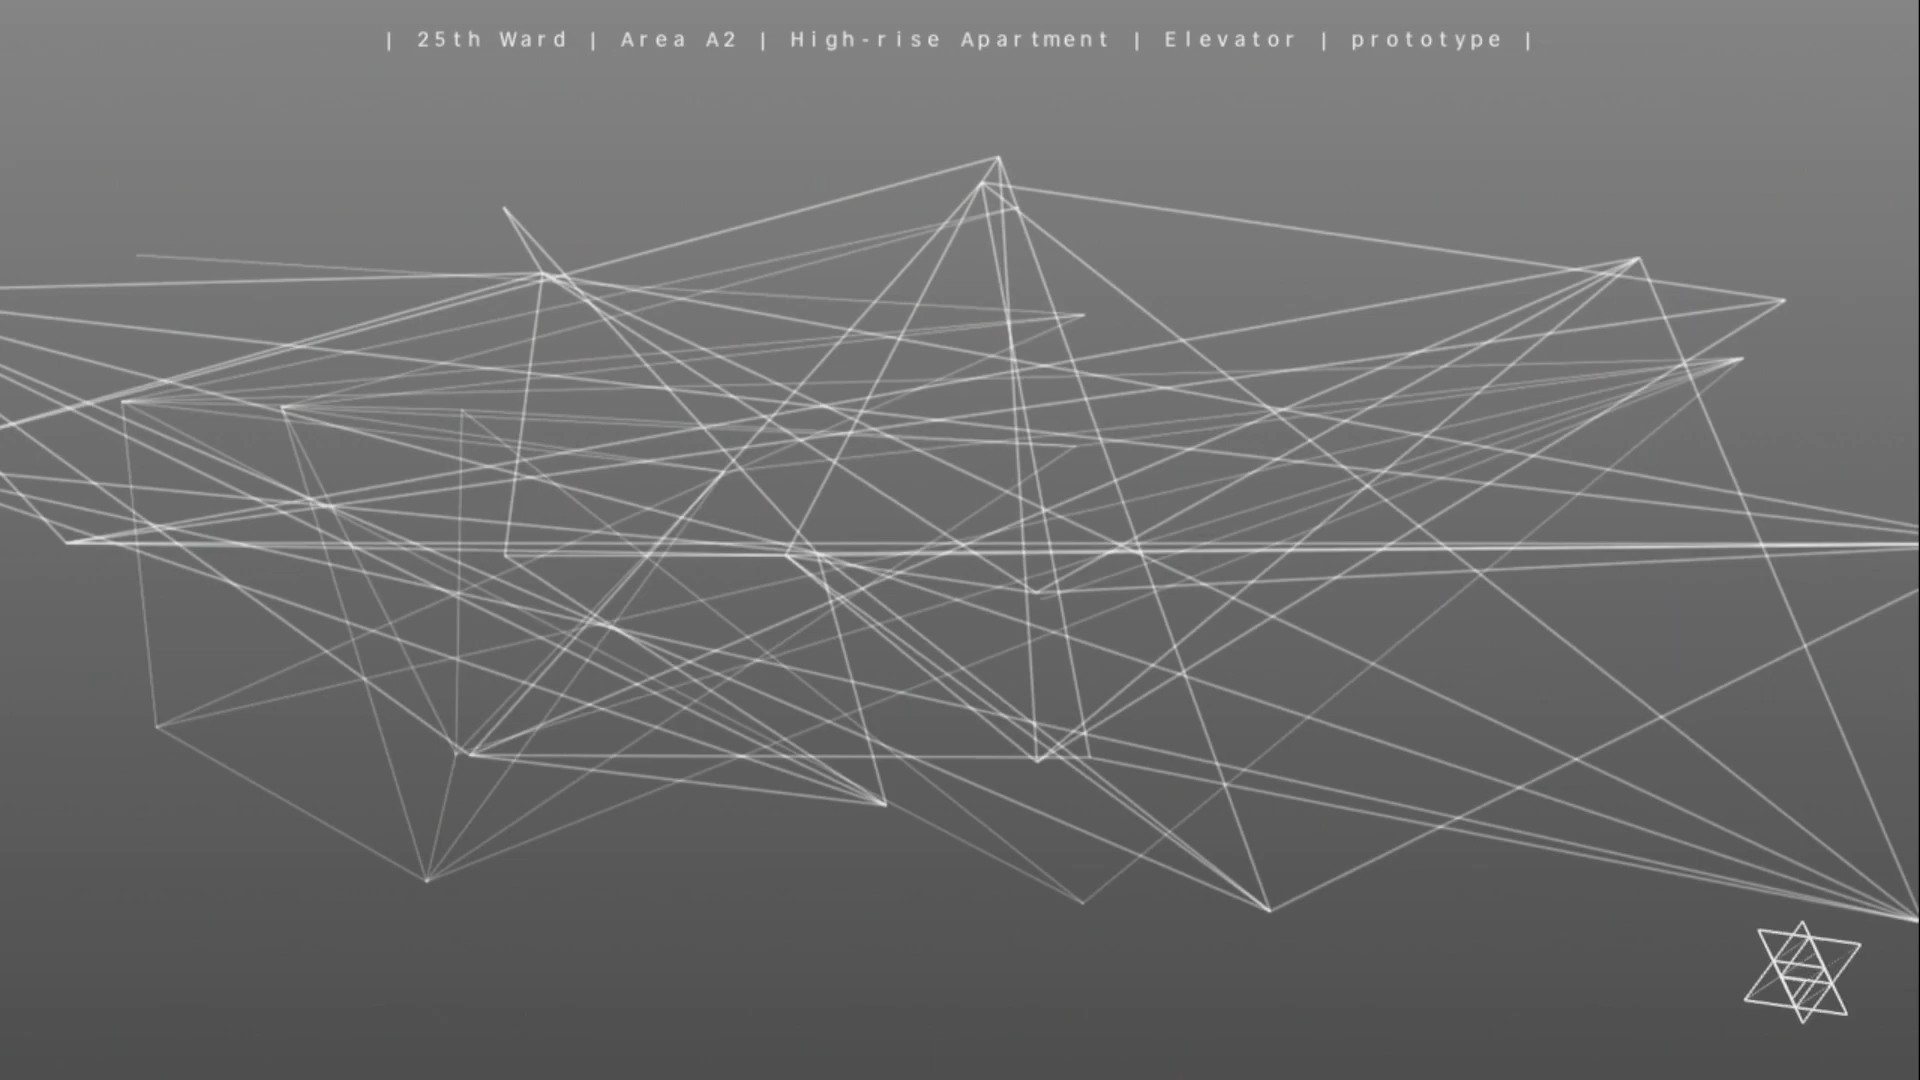 | 25th Ward | Area A2 | High-rise Apartment | Elevator | prototype |